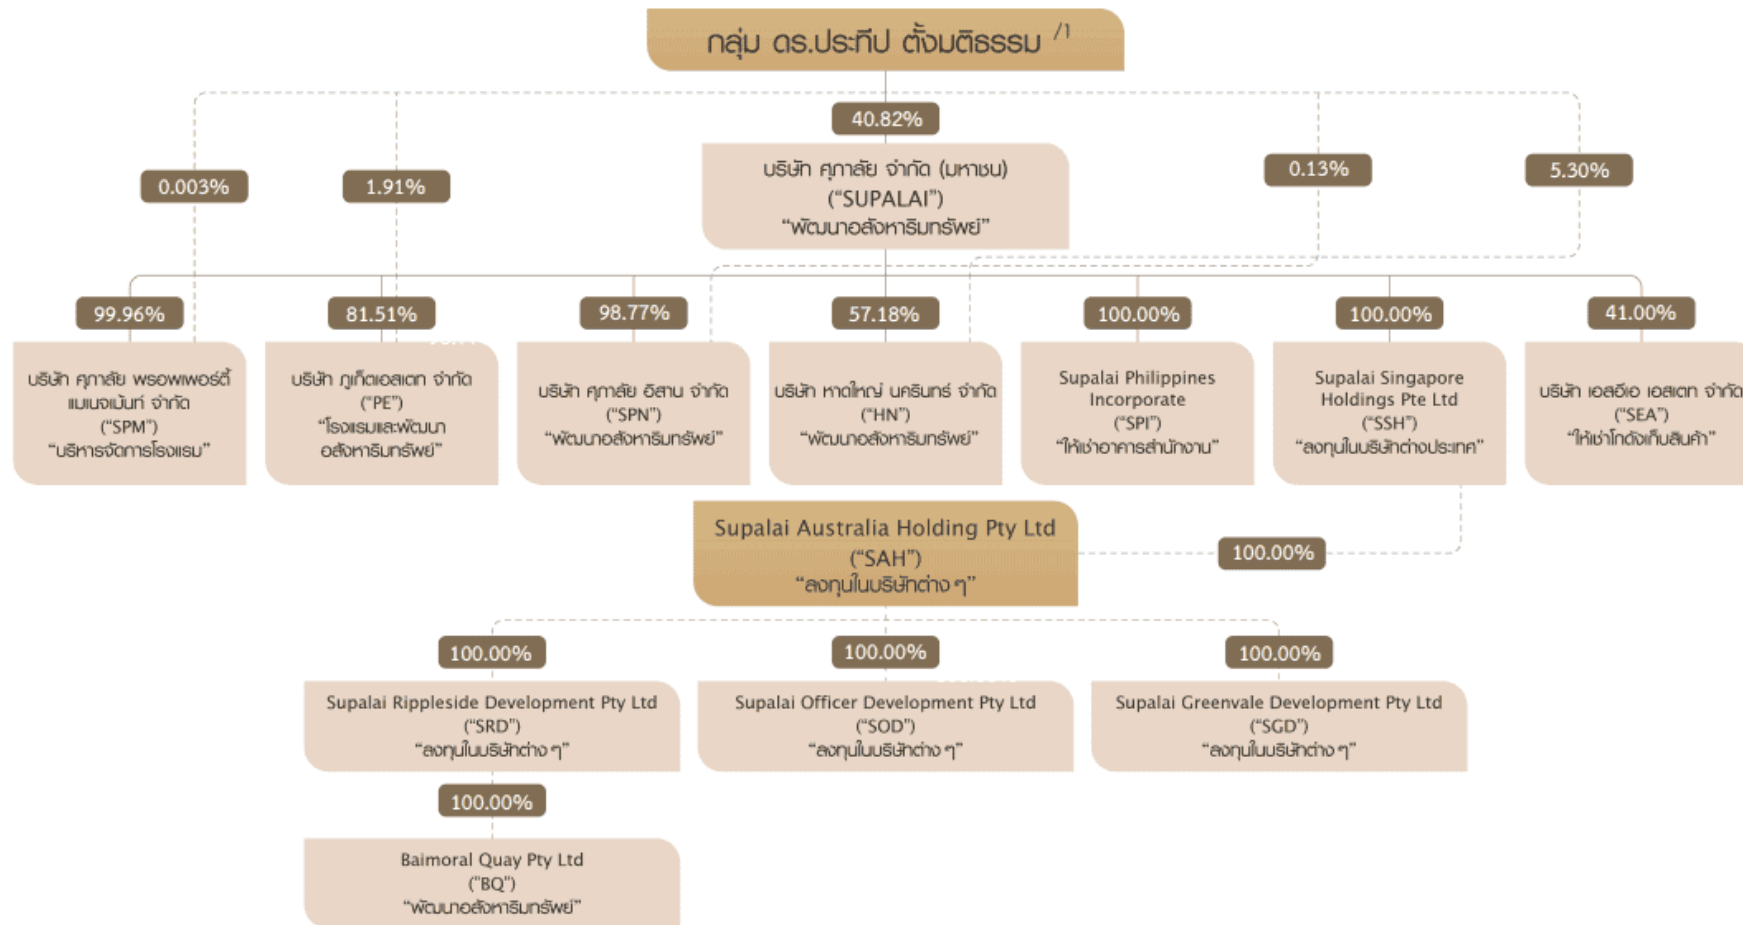 กลุ่ม ดร.ประทีป ตั้งมติธรรม /1
40.82%
0.003%
1.91%
0.13%
5.30%
บริษัท ศุภาลัย จำกัด (มหาชน)
(“SUPALAI”)
“พัฒนาอสังหาริมทรัพย์”
99.96%
81.51%
98.77%
57.18%
100.00%
100.00%
41.00%
บริษัท ศุภาลัย พรอพเพอร์ตี้
แมเนจเม้นท์ จำกัด
(“SPM”)
“บริหารจัดการโรงแรม”
บริษัท ภูเก็ตเอสเตท จำกัด
(“PE”)
“โรงแรมและพัฒนา
อสังหาริมทรัพย์”
บริษัท ศุภาลัย อิสาน จำกัด
(“SPN”)
“พัฒนาอสังหาริมทรัพย์”
บริษัท หาดใหญ่ นครินทร์ จำกัด
(“HN”)
“พัฒนาอสังหาริมทรัพย์”
Supalai Philippines
Incorporate
(“SPI”)
“ให้เช่าอาคารสำนักงาน”
Supalai Singapore
Holdings Pte Ltd
(“SSH”)
“ลงทุนในบริษัทต่างประเทศ”
บริษัท เอสอีเอ เอสเตท จำกัด
(“SEA”)
“ให้เช่าโกดังเก็บสินค้า”
Supalai Australia Holding Pty Ltd
(“SAH”)
“ลงทุนในบริษัทต่าง ๆ”
100.00%
100.00%
100.00%
100.00%
Supalai Rippleside Development Pty Ltd
(“SRD”)
“ลงทุนในบริษัทต่าง ๆ”
Supalai Officer Development Pty Ltd
(“SOD”)
“ลงทุนในบริษัทต่าง ๆ”
Supalai Greenvale Development Pty Ltd
(“SGD”)
“ลงทุนในบริษัทต่าง ๆ”
100.00%
Baimoral Quay Pty Ltd
("BQ")
“พัฒนาอสังหาริมทรัพย์”